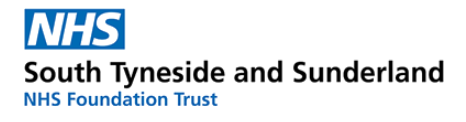 NHS
South Tyneside and Sunderland
NHS Foundation Trust